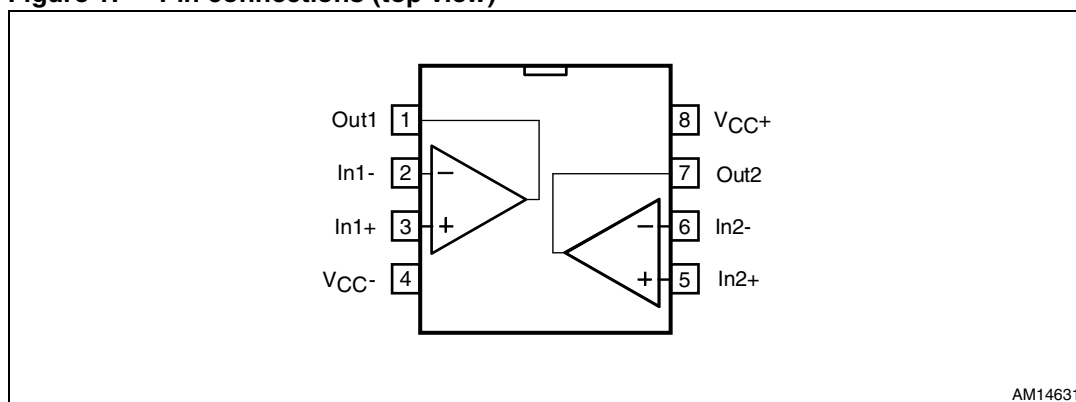 Figure 1. Pin connections (top view)
Out1 1
In1- 2
In1+ 3
VCC- 4
8 VCC+
7 Out2
6 In2-
5 In2+
−
+
−
+
AM14631